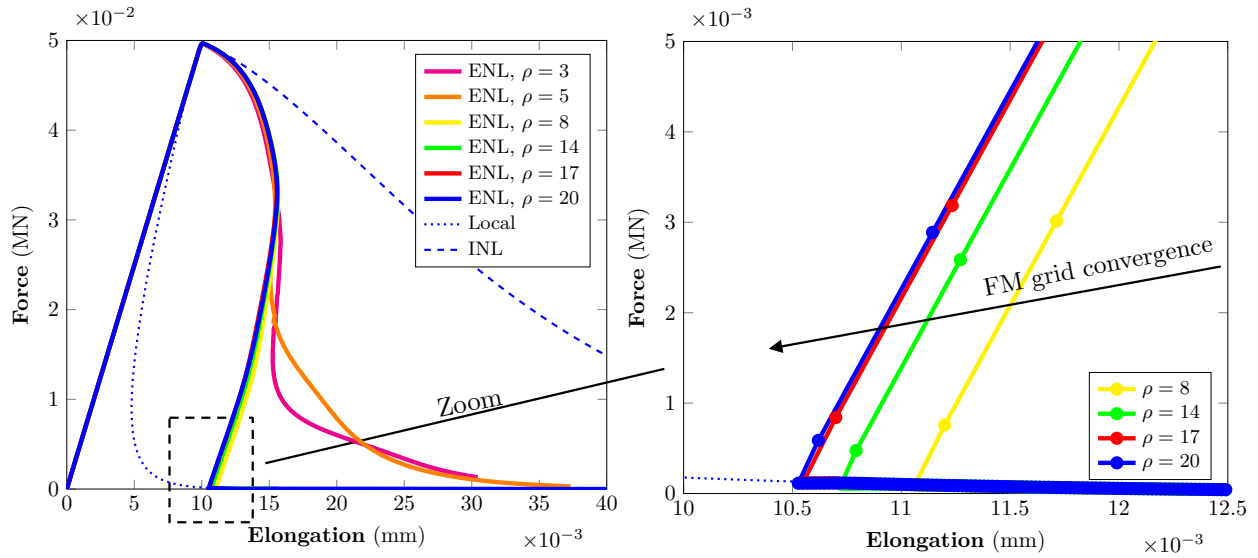 ×10⁻²
5
4
3
2
1
0
Force (MN)
0
5
10
15
20
25
30
35
40
Elongation (mm)
×10⁻³
ENL, ρ = 3
ENL, ρ = 5
ENL, ρ = 8
ENL, ρ = 14
ENL, ρ = 17
ENL, ρ = 20
Local
INL
Zoom
×10⁻³
5
4
3
2
1
0
Force (MN)
10
10.5
11
11.5
12
12.5
Elongation (mm)
×10⁻³
FM grid convergence
ρ = 8
ρ = 14
ρ = 17
ρ = 20